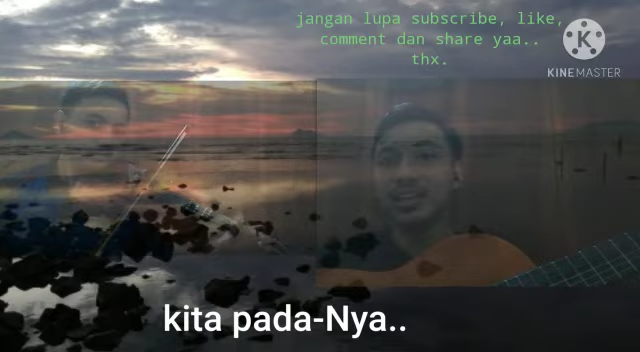 jangan lupa subscribe, like,
comment dan share yaa..
thx.
K
KINEMASTER
kita pada-Nya..